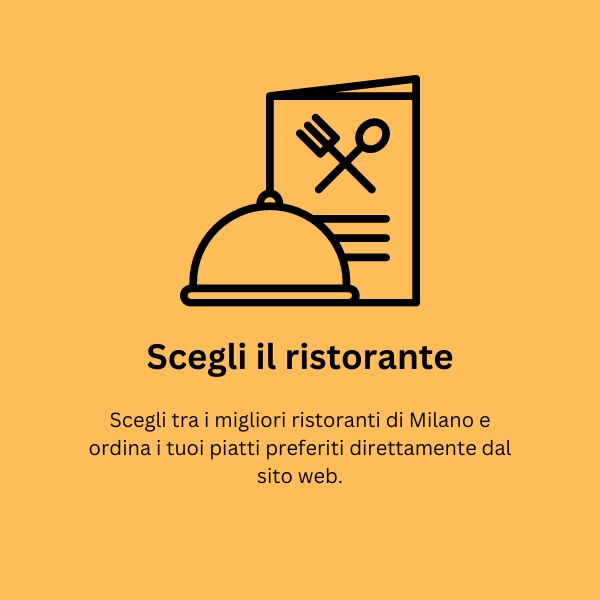 Scegli il ristorante
Scegli tra i migliori ristoranti di Milano e
ordina i tuoi piatti preferiti direttamente dal
sito web.